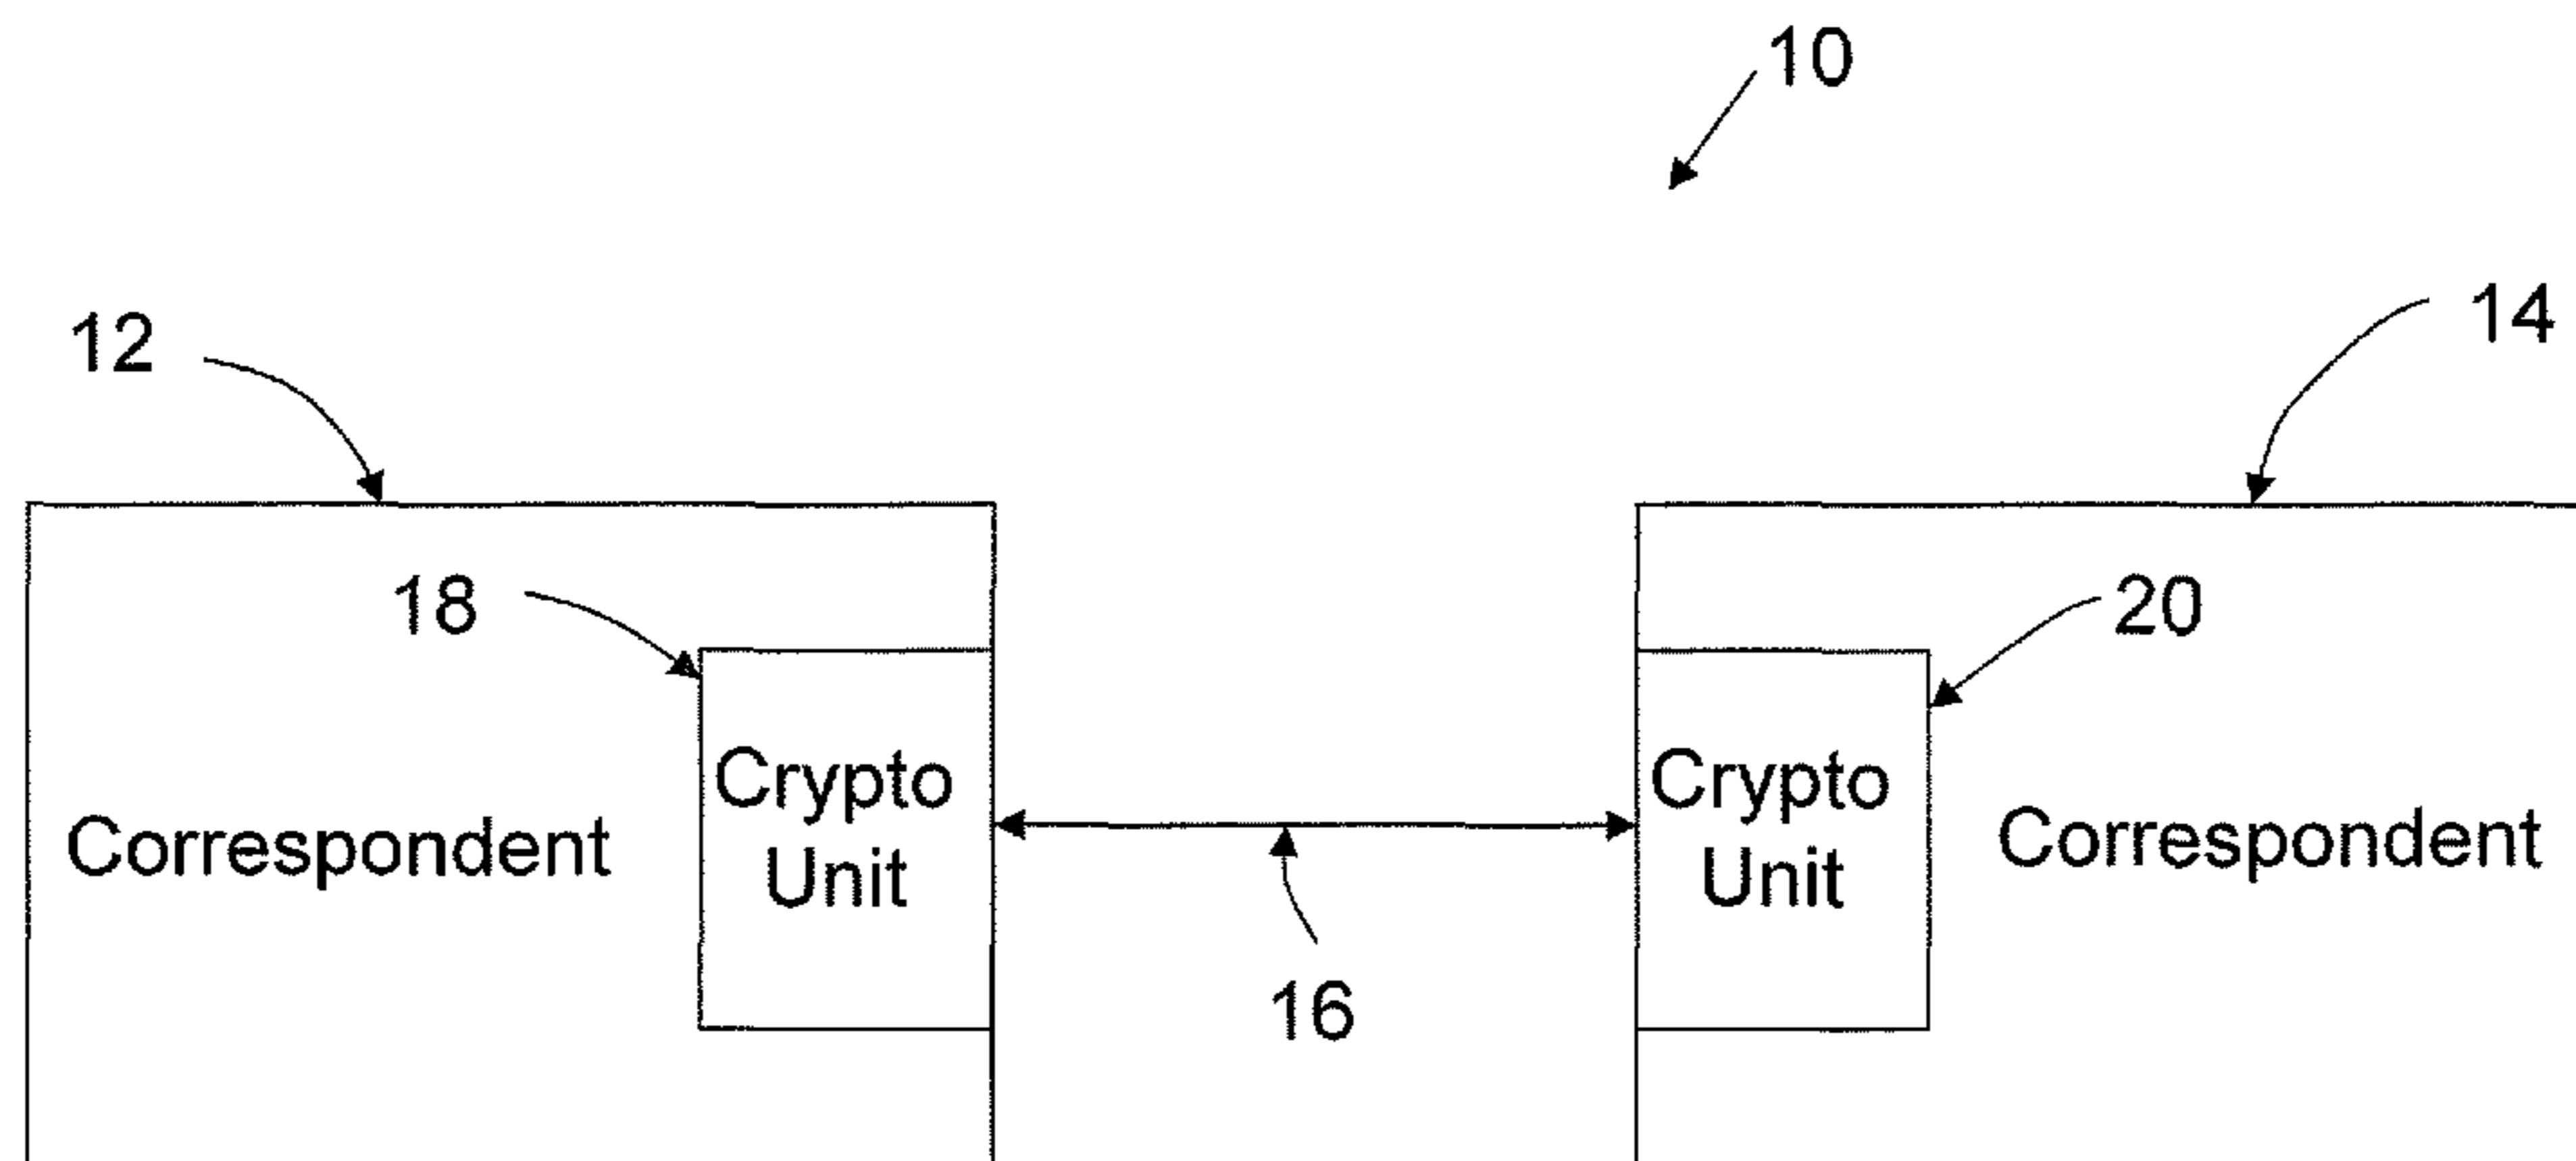 10
12
14
18
20
Crypto
Unit
Correspondent
Crypto
Unit
Correspondent
16